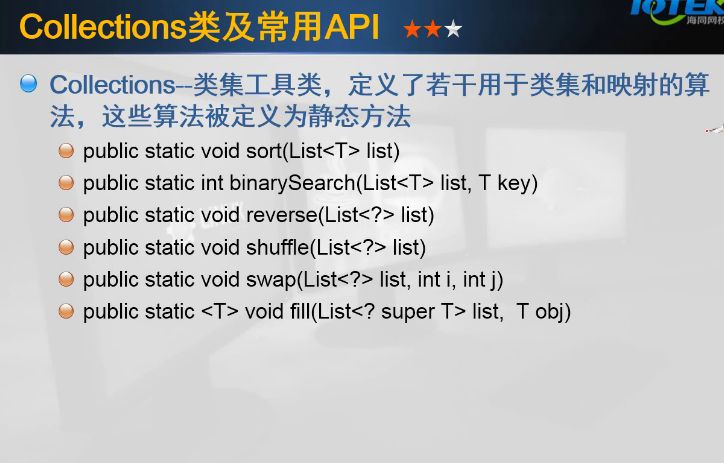 Collections类及常用API
IOTEK
海同网校
Collections--类集工具类，定义了若干用于类集和映射的算
法，这些算法被定义为静态方法
public static void sort(List<T> list)
public static int binarySearch(List<T> list, T key)
public static void reverse(List<?> list)
public static void shuffle(List<?> list)
public static void swap(List<?> list, int i, int j)
public static <T> void fill(List<? super T> list, T obj)